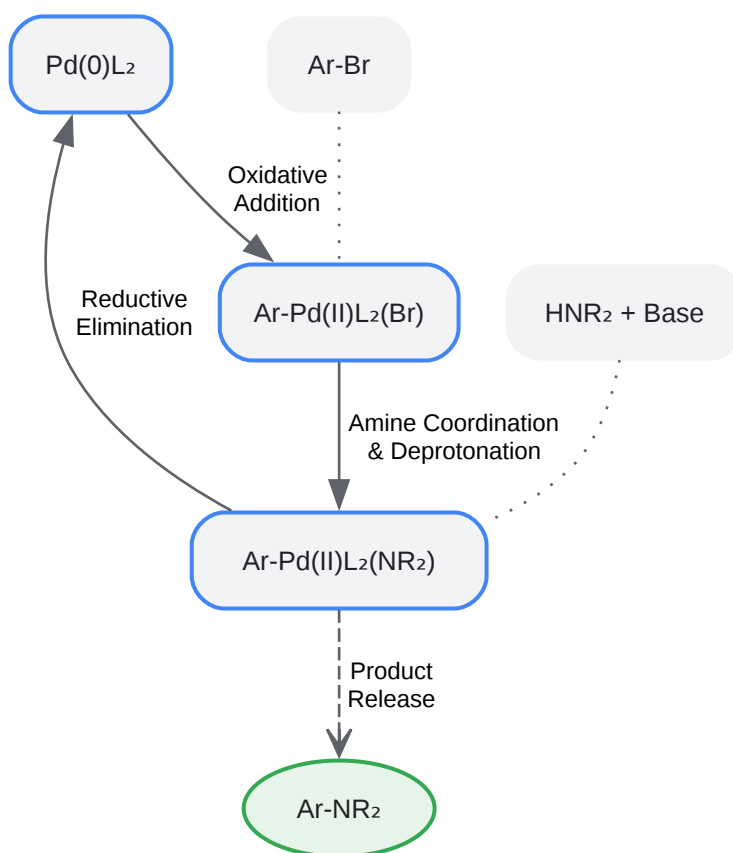 Pd(0)L₂
Ar-Br
Oxidative
Addition
Ar-Pd(II)L₂(Br)
HNR₂ + Base
Reductive
Elimination
Amine Coordination
& Deprotonation
Ar-Pd(II)L₂(NR₂)
Product
Release
Ar-NR₂